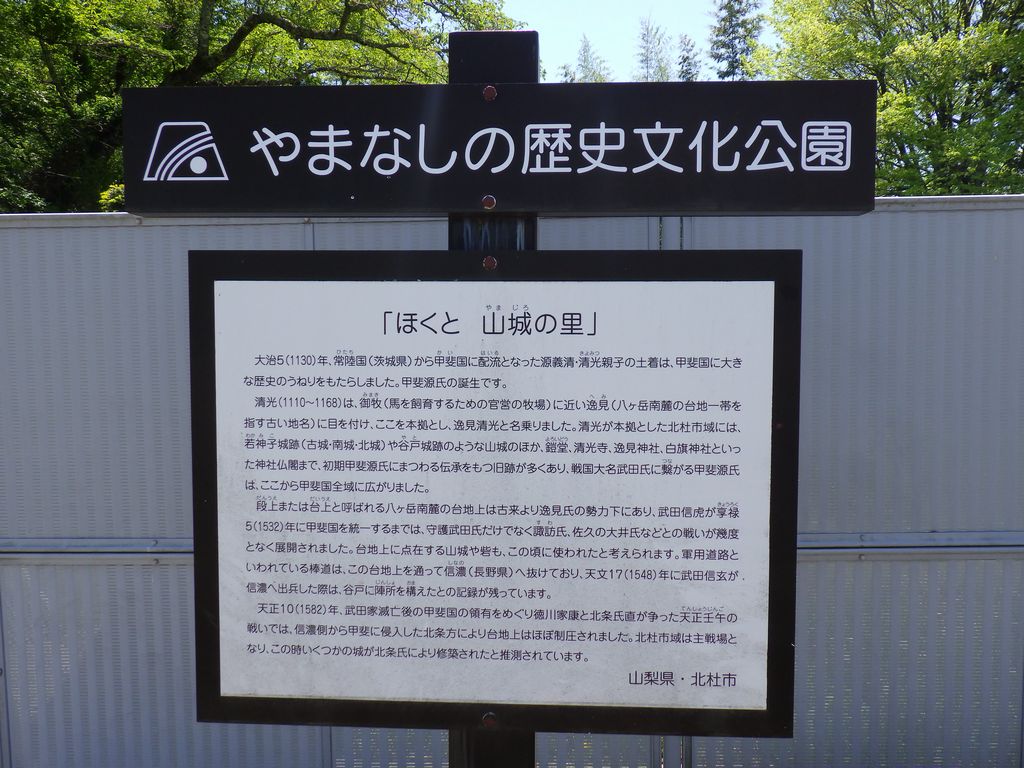 やまなしの歴史文化公園
「ほくと 山城の里」
大治5(1130)年、常陸国(茨城県)から甲斐国に配流となった源義清・清光親子の土着は、甲斐国に大き
な歴史のうねりをもたらしました。甲斐源氏の誕生です。
清光(1110～1168)は、御牧(馬を飼育するための官営の牧場)に近い逸見(八ヶ岳南麓の台地一帯を
指す古い地名)に目を付け、ここを本拠とし、逸見清光と名乗りました。清光が本拠とした北杜市域には、
若神子城跡(古城・南城・北城)や谷戸城跡のような山城のほか、鎧堂、清光寺、逸見神社、白旗神社といっ
た神社仏閣まで、初期甲斐源氏にまつわる伝承をもつ旧跡が多くあり、戦国大名武田氏に繋がる甲斐源氏
は、ここから甲斐国全域に広がりました。
段上または台上と呼ばれる八ヶ岳南麓の台地上は古来より逸見氏の勢力下にあり、武田信虎が享禄
5(1532)年に甲斐国を統一するまでは、守護武田氏だけでなく諏訪氏、佐久の大井氏などとの戦いが幾度
となく展開されました。台地上に点在する山城や砦も、この頃に使われたと考えられます。軍用道路と
いわれている棒道は、この台地上を通って信濃(長野県)へ抜けており、天文17(1548)年に武田信玄が、
信濃へ出兵した際は、谷戸に陣所を構えたとの記録が残っています。
天正10(1582)年、武田家滅亡後の甲斐国の領有をめぐり徳川家康と北条氏直が争った天正壬午の
戦いでは、信濃側から甲斐に侵入した北条方により台地上はほぼ制圧されました。北杜市域は主戦場と
なり、この時いくつかの城が北条氏により修築されたと推測されています。
山梨県・北杜市